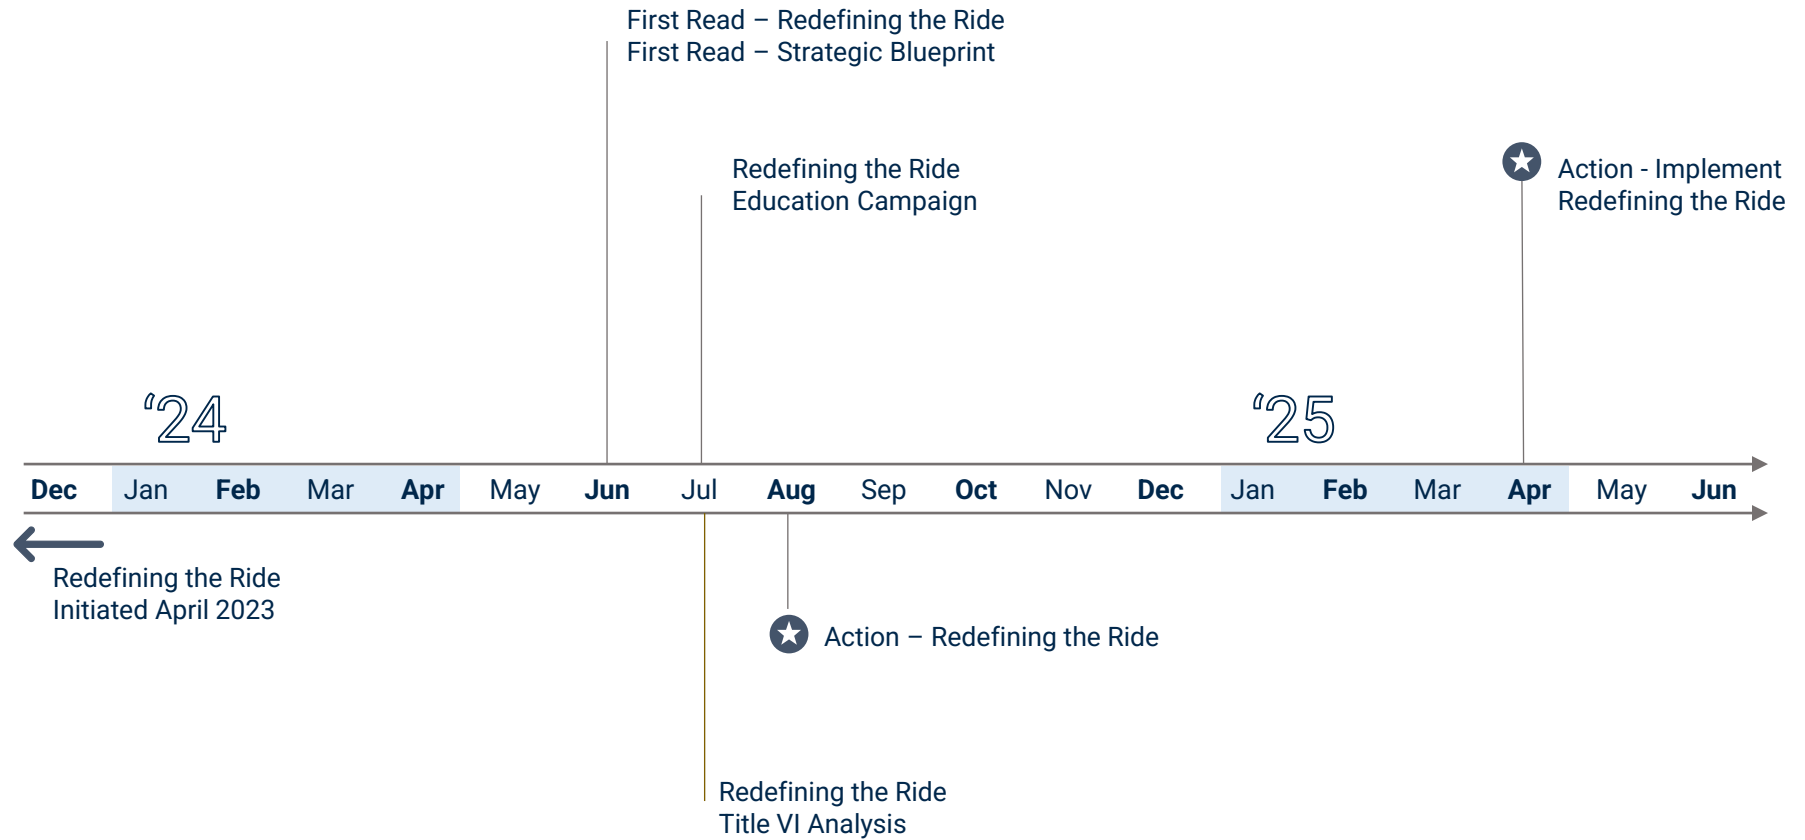 First Read – Redefining the Ride
First Read – Strategic Blueprint
Redefining the Ride
Education Campaign
Action - Implement
Redefining the Ride
‘24
‘25
Dec Jan Feb Mar Apr May Jun Jul Aug Sep Oct Nov Dec Jan Feb Mar Apr May Jun
Redefining the Ride
Initiated April 2023
Action – Redefining the Ride
Redefining the Ride
Title VI Analysis